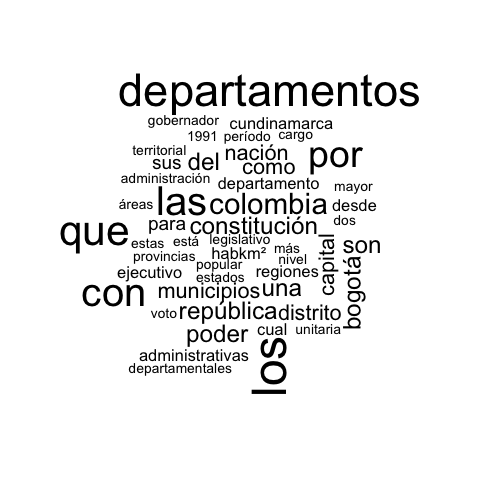 departamentos
gobernador cundinamarca
1991 período cargo
territorial nación por
sus del como
administración departamento mayor
áreas las colombia desde
para constitución dos
que estas está legislativo más son
provincias habkm² nivel capital
popular regiones bogotá
ejecutivo estados
con municipios una
voto república distrito
poder cual unitaria
administrativas los
departamentales